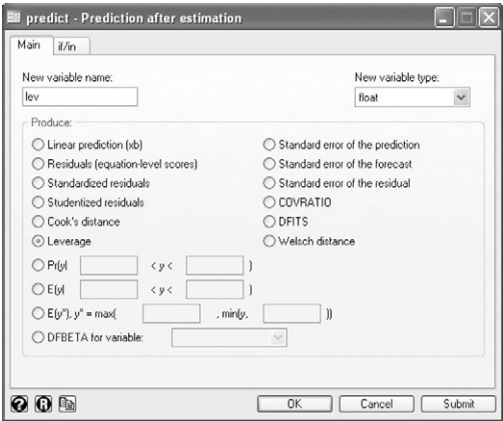 predict - Prediction after estimation
Main if/in
New variable name: New variable type:
lev float
Produce:
Linear prediction (xb) Standard error of the prediction
Residuals (equation-level scores) Standard error of the forecast
Standardized residuals Standard error of the residual
Studentized residuals COVRATIO
Cook's distance DFITS
Leverage Welsch distance
Pr(y| < y < )
E(y| < y < )
E(y*), y* = max( , min(y, ))
DFBETA for variable:
? R OK Cancel Submit